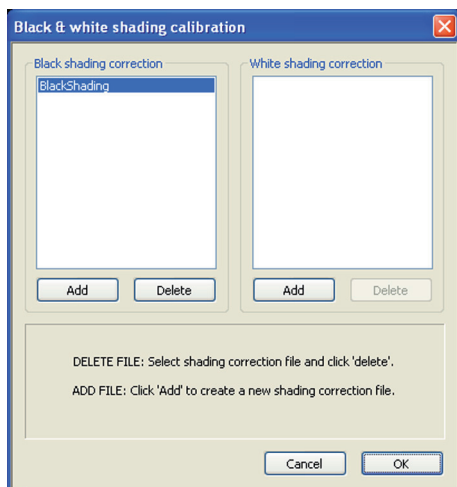 Black & white shading calibration
Black shading correction
White shading correction
BlackShading
Add
Delete
Add
Delete
DELETE FILE: Select shading correction file and click 'delete'.
ADD FILE: Click 'Add' to create a new shading correction file.
Cancel
OK